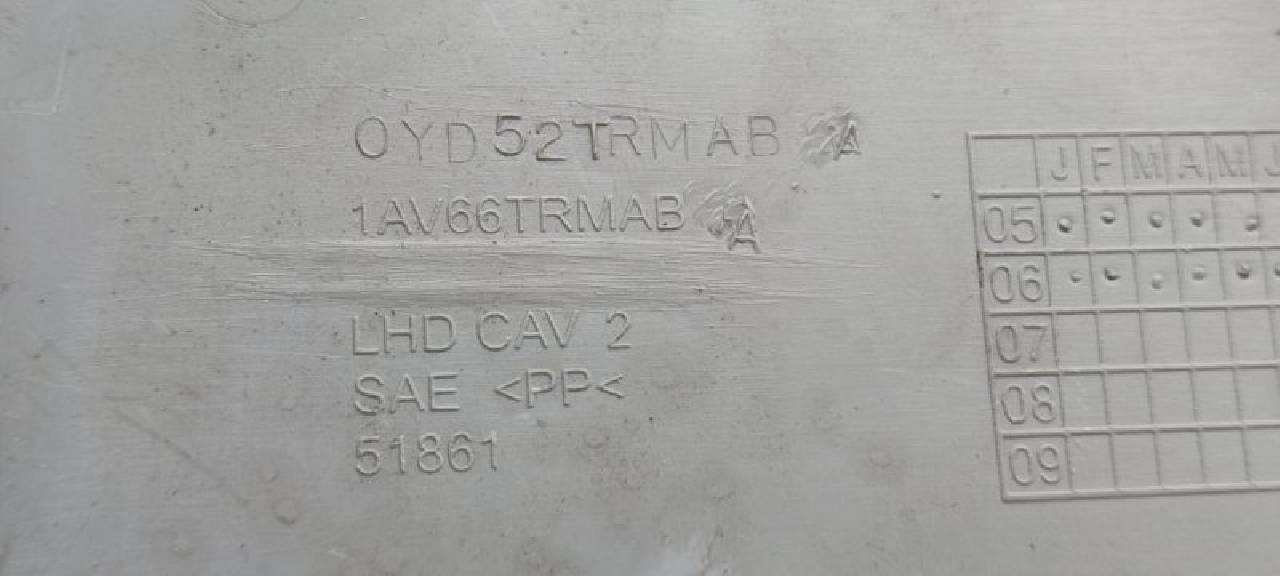 0YD52TRMAB A
1AV66TRMAB A
LHD CAV 2
SAE <PP<
51861
J F M A M J
05
06
07
08
09